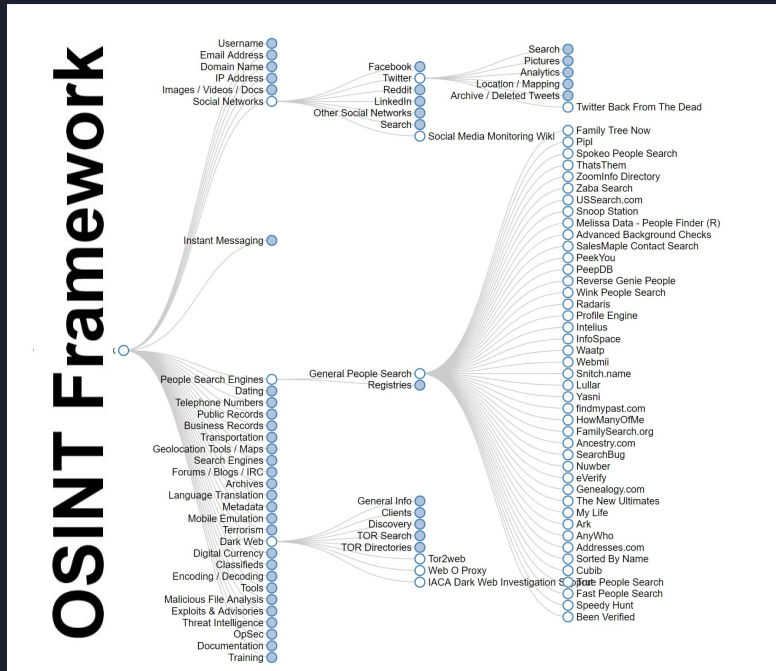 OSINT Framework
Username
Email Address
Domain Name
IP Address
Images / Videos / Docs
Social Networks
Instant Messaging
People Search Engines
Dating
Telephone Numbers
Public Records
Business Records
Transportation
Geolocation Tools / Maps
Search Engines
Forums / Blogs / IRC
Archives
Language Translation
Metadata
Mobile Emulation
Terrorism
Dark Web
Digital Currency
Classifieds
Encoding / Decoding
Tools
Malicious File Analysis
Exploits & Advisories
Threat Intelligence
OpSec
Documentation
Training
Facebook
Twitter
Reddit
LinkedIn
Other Social Networks
Search
Social Media Monitoring Wiki
General People Search
Registries
General Info
Clients
Discovery
TOR Search
TOR Directories
Tor2web
Web O Proxy
IACA Dark Web Investigation Support
Search
Pictures
Analytics
Location / Mapping
Archive / Deleted Tweets
Twitter Back From The Dead
Family Tree Now
Pipl
Spokeo People Search
ThatsThem
ZoomInfo Directory
Zaba Search
USSearch.com
Snoop Station
Melissa Data - People Finder (R)
Advanced Background Checks
SalesMaple Contact Search
PeekYou
PeepDB
Reverse Genie People
Wink People Search
Radaris
Profile Engine
Intelius
InfoSpace
Waatp
Webmii
Snitch.name
Lullar
Yasni
findmypast.com
HowManyOfMe
FamilySearch.org
Ancestry.com
SearchBug
Nuwber
eVerify
Genealogy.com
The New Ultimates
My Life
Ark
AnyWho
Addresses.com
Sorted By Name
Cubib
True People Search
Fast People Search
Speedy Hunt
Been Verified